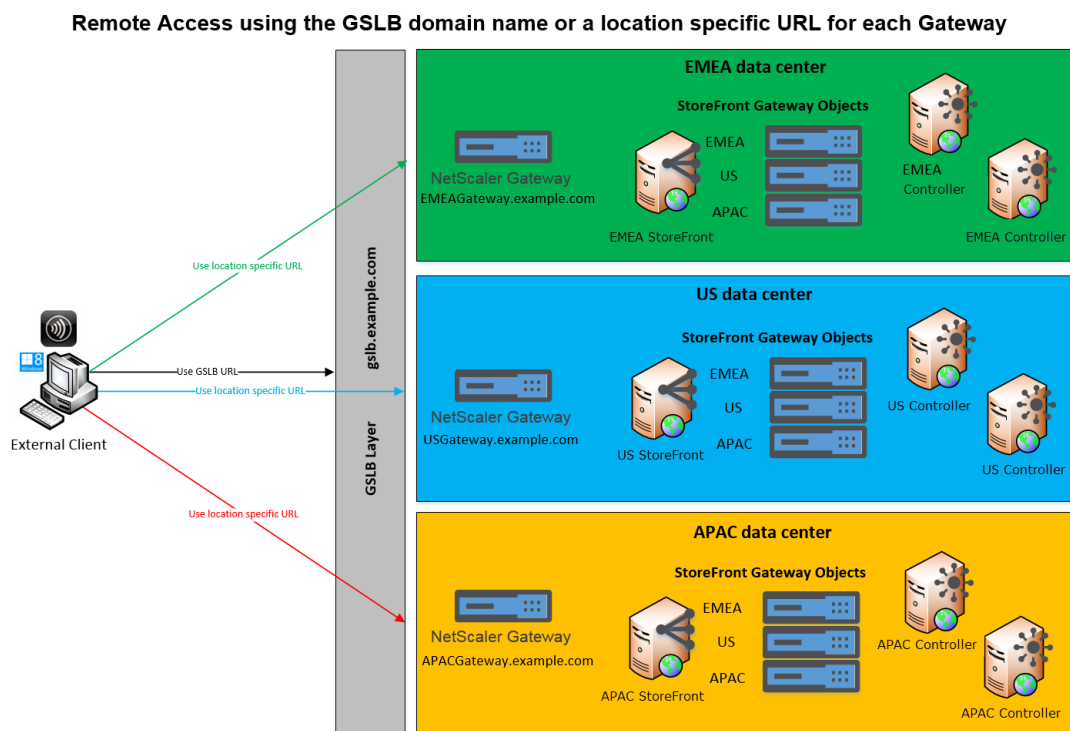 Remote Access using the GSLB domain name or a location specific URL for each Gateway
EMEA data center
StoreFront Gateway Objects
NetScaler Gateway
EMEAGateway.example.com
EMEA StoreFront
EMEA
US
APAC
EMEA
Controller
EMEA Controller
US data center
StoreFront Gateway Objects
NetScaler Gateway
USGateway.example.com
US StoreFront
EMEA
US
APAC
US Controller
US Controller
APAC data center
StoreFront Gateway Objects
NetScaler Gateway
APACGateway.example.com
APAC StoreFront
EMEA
US
APAC
APAC Controller
APAC Controller
GSLB Layer
gslb.example.com
Use location specific URL
Use GSLB URL
Use location specific URL
Use location specific URL
8
Windows
External Client